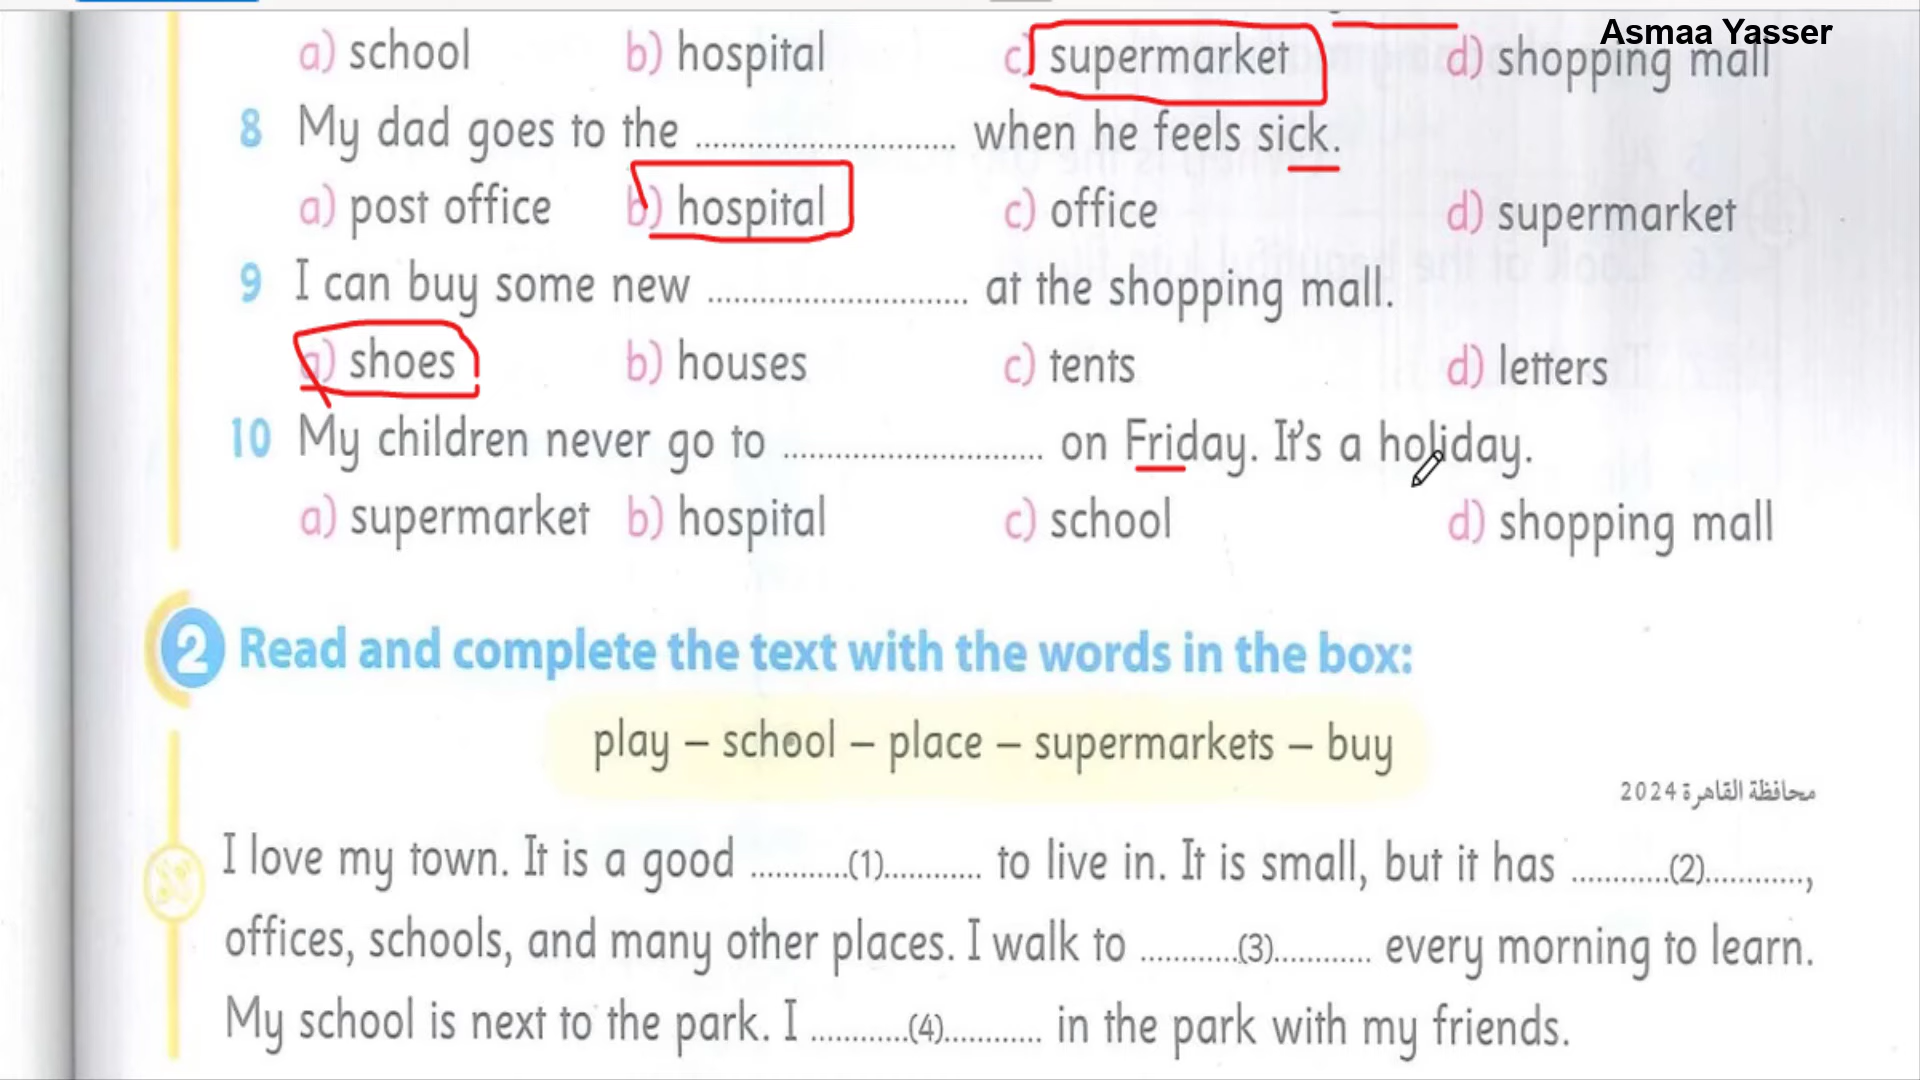 Asmaa Yasser
a) school b) hospital c) supermarket d) shopping mall
8 My dad goes to the .......................... when he feels sick.
a) post office b) hospital c) office d) supermarket
9 I can buy some new .......................... at the shopping mall.
a) shoes b) houses c) tents d) letters
10 My children never go to .......................... on Friday. It's a holiday.
a) supermarket b) hospital c) school d) shopping mall
2 Read and complete the text with the words in the box:
play – school – place – supermarkets – buy
محافظة القاهرة 2024
I love my town. It is a good ............(1)............ to live in. It is small, but it has ............(2)............,
offices, schools, and many other places. I walk to ............(3)............ every morning to learn.
My school is next to the park. I ............(4)............ in the park with my friends.